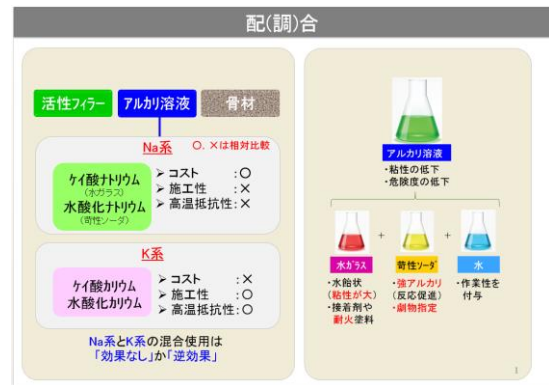 配(調)合
活性フィラー
アルカリ溶液
骨材
Na系
○、×は相対比較
ケイ酸ナトリウム
(水ガラス)
水酸化ナトリウム
(苛性ソーダ)
➢ コスト :○
➢ 施工性 :×
➢ 高温抵抗性:×
K系
ケイ酸カリウム
水酸化カリウム
➢ コスト :×
➢ 施工性 :○
➢ 高温抵抗性:○
Na系とK系の混合使用は
「効果なし」か「逆効果」
アルカリ溶液
・粘性の低下
・危険度の低下
+
+
水ガラス
・水飴状
(粘性が大)
・接着剤や
耐火塗料
苛性ソーダ
・強アルカリ
(反応促進)
・劇物指定
水
・作業性を
付与